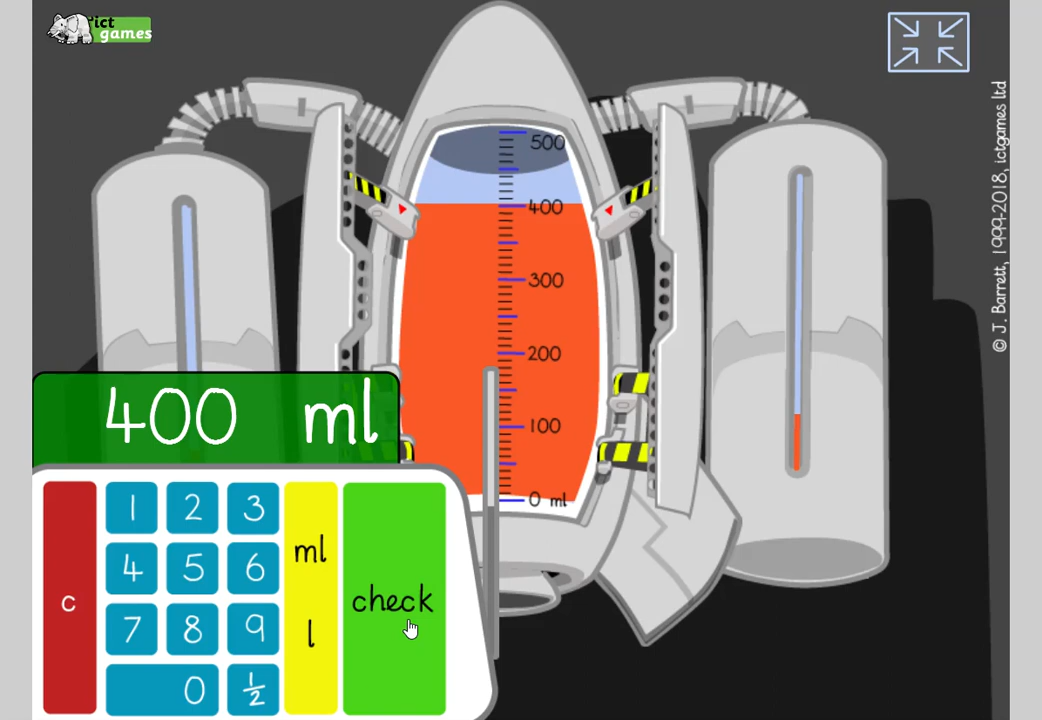 ict
games
500
400
300
200
100
0 ml
© J. Barrett, 1999-2018, ictgames ltd
400 ml
c
1 2 3
4 5 6
7 8 9
0 ½
ml
l
check